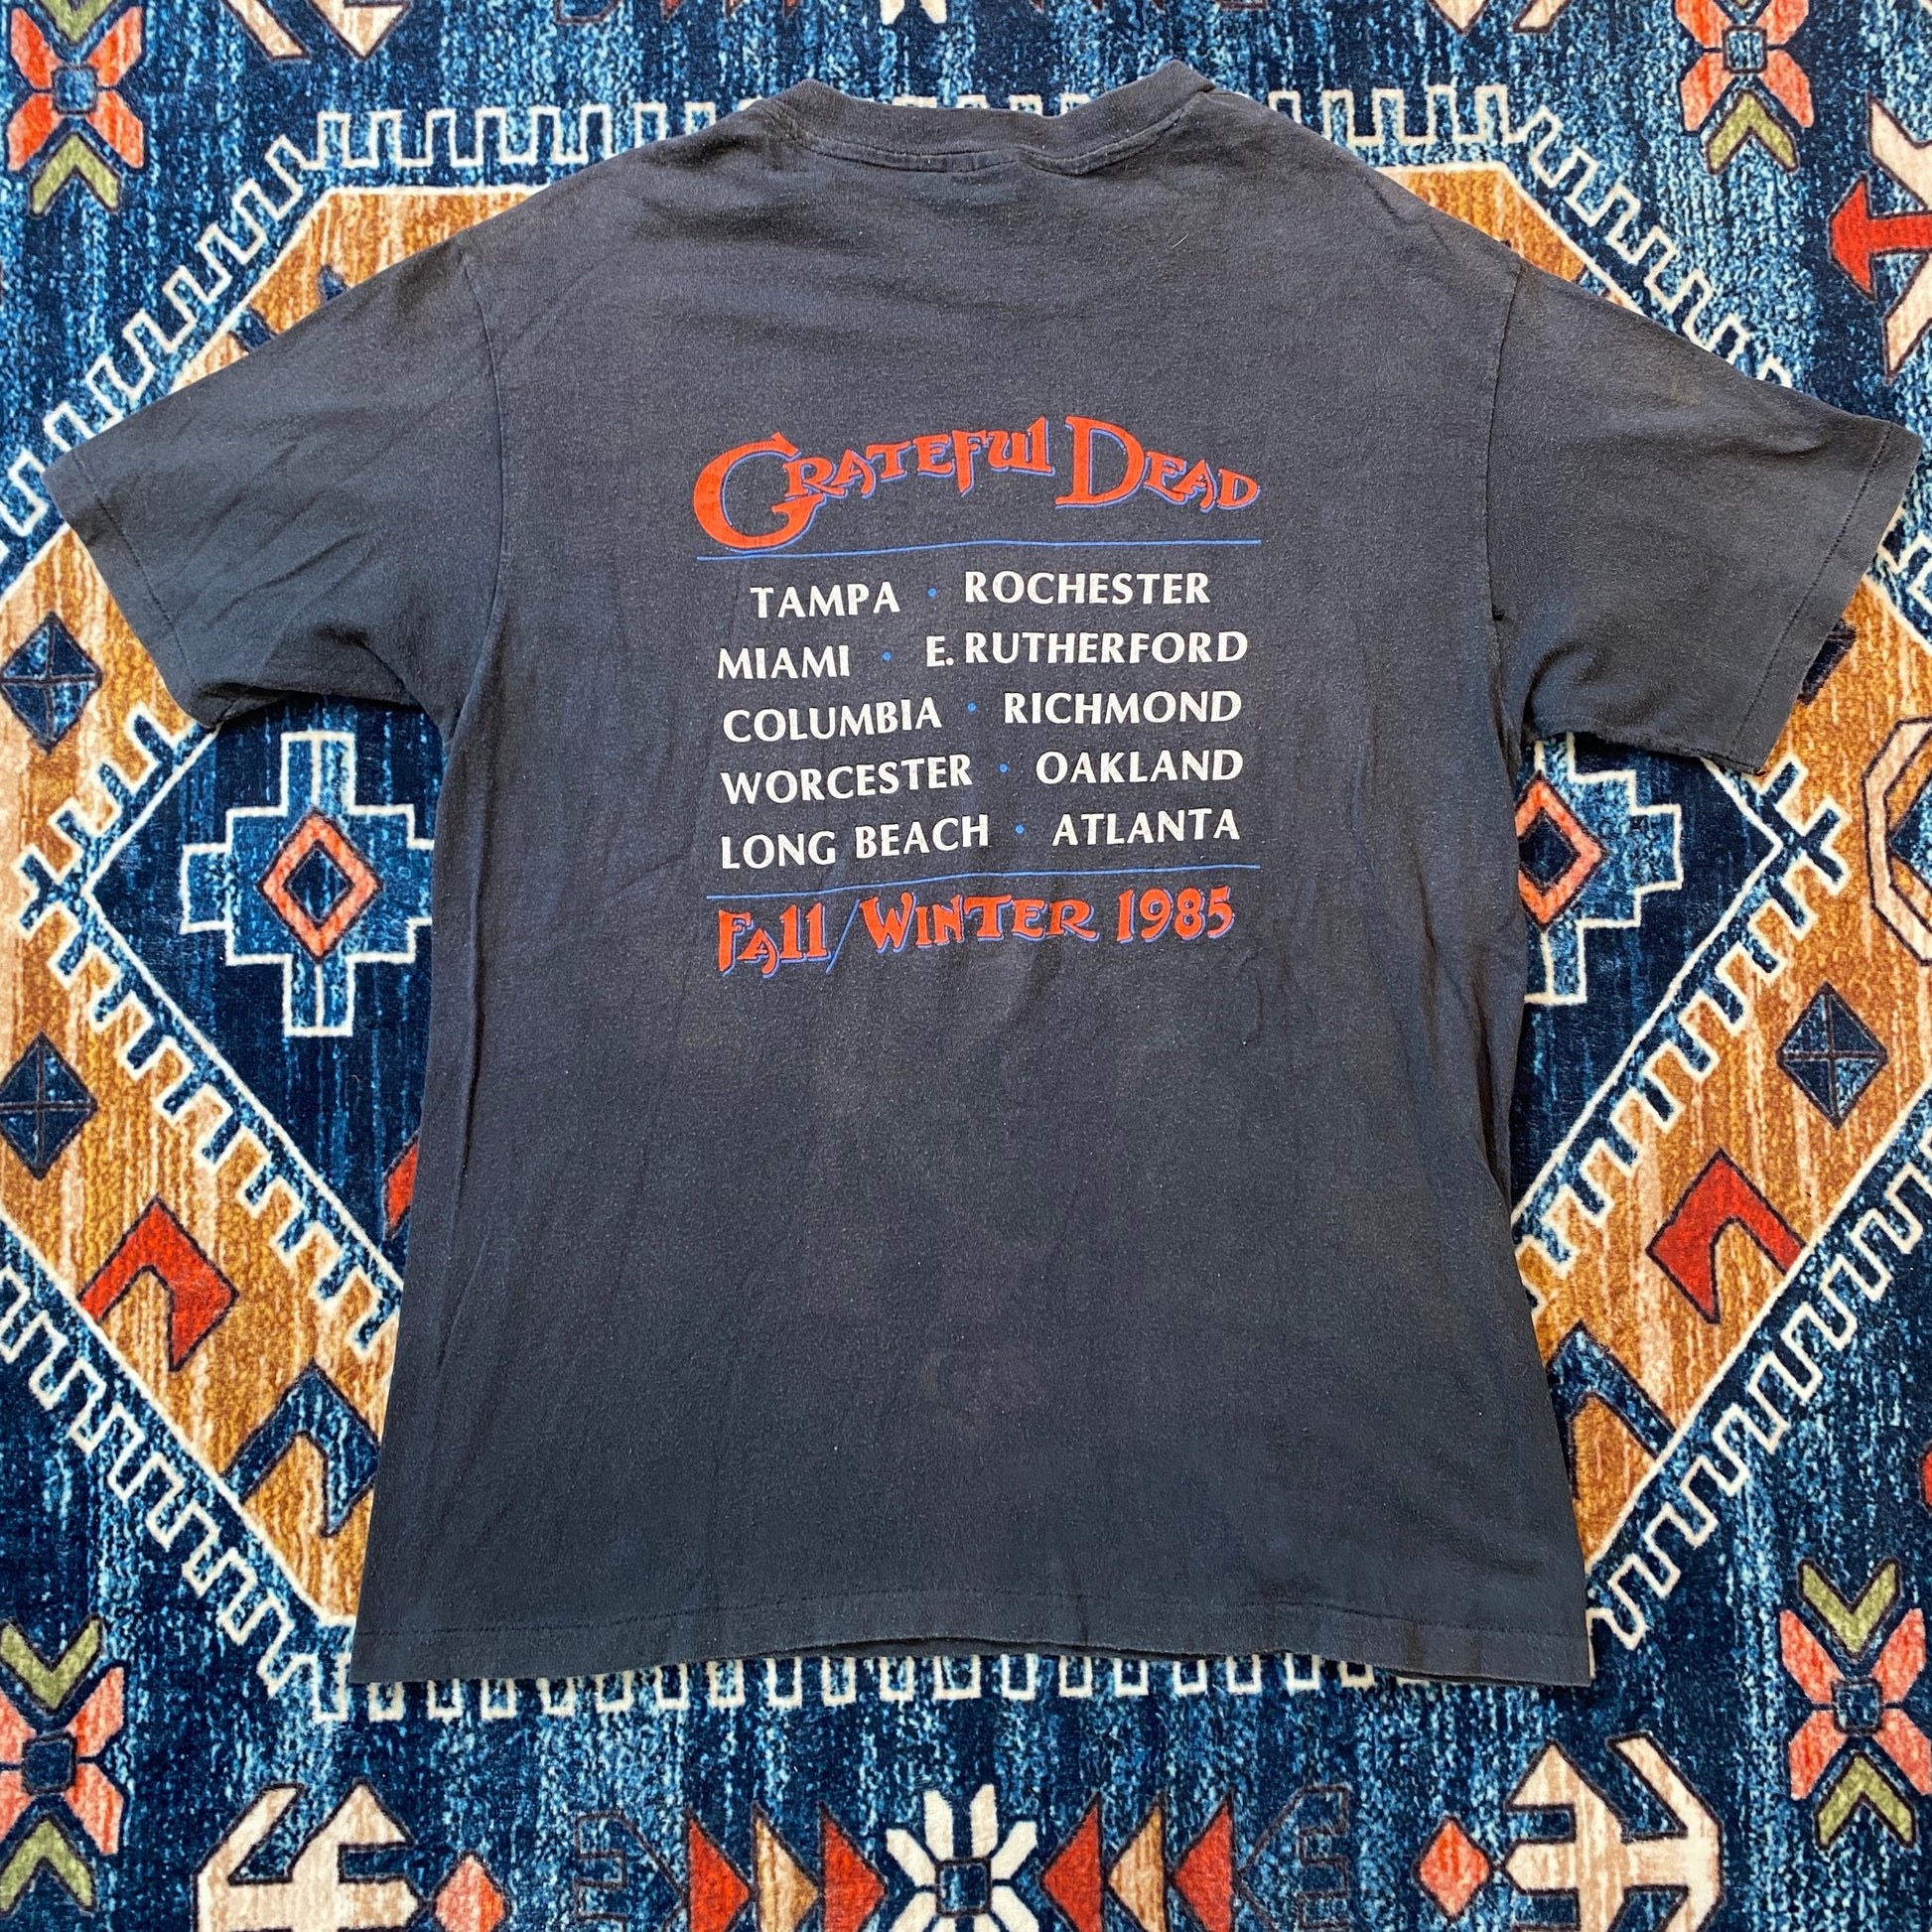 GRATEFUL DEAD
TAMPA • ROCHESTER
MIAMI • E. RUTHERFORD
COLUMBIA • RICHMOND
WORCESTER • OAKLAND
LONG BEACH • ATLANTA
FALL/WINTER 1985